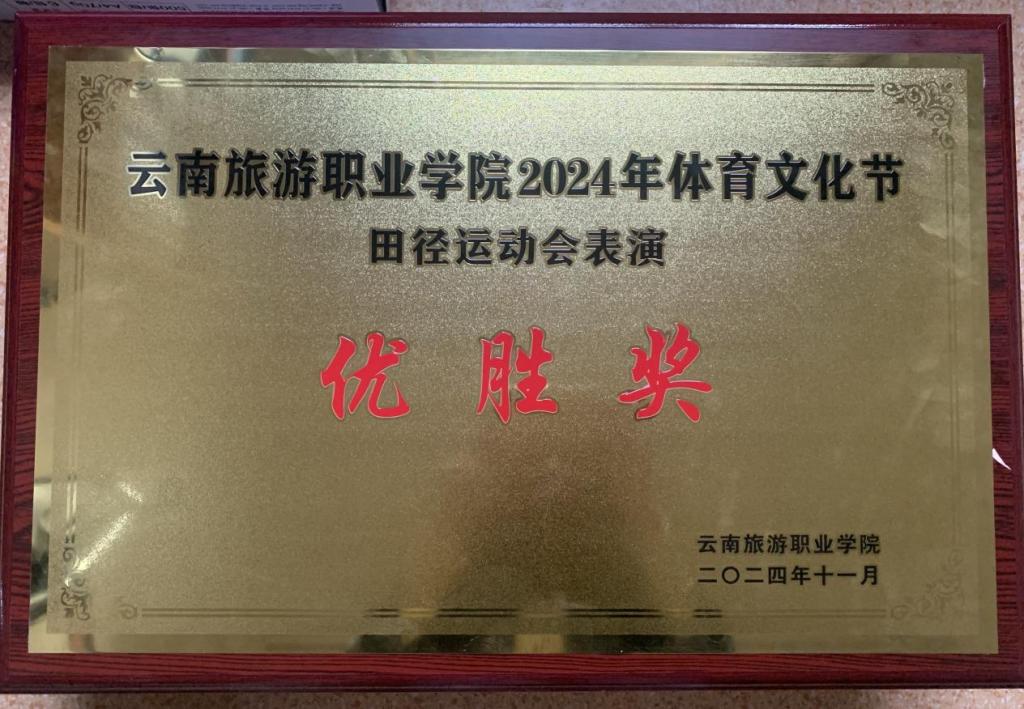 云南旅游职业学院2024年体育文化节
田径运动会表演
优胜奖
云南旅游职业学院
二〇二四年十一月